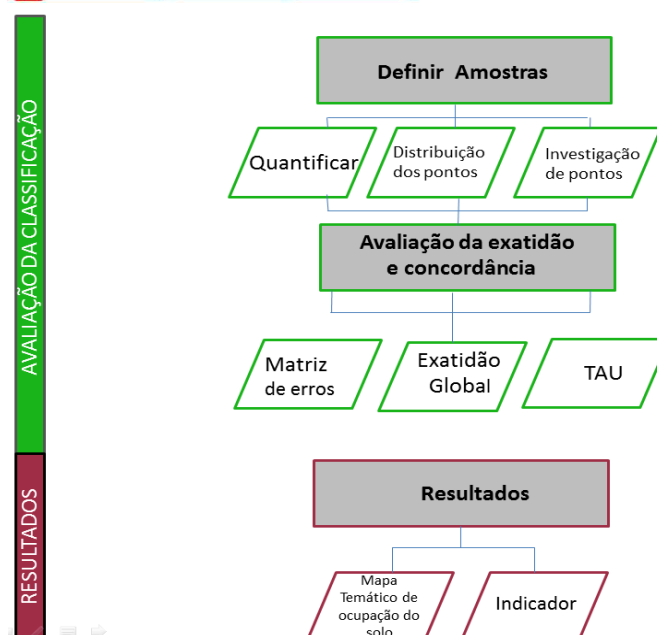 AVALIAÇÃO DA CLASSIFICAÇÃO
Definir Amostras
Quantificar
Distribuição
dos pontos
Investigação
de pontos
Avaliação da exatidão
e concordância
Matriz
de erros
Exatidão
Global
TAU
RESULTADOS
Resultados
Mapa
Temático de
ocupação do
solo
Indicador